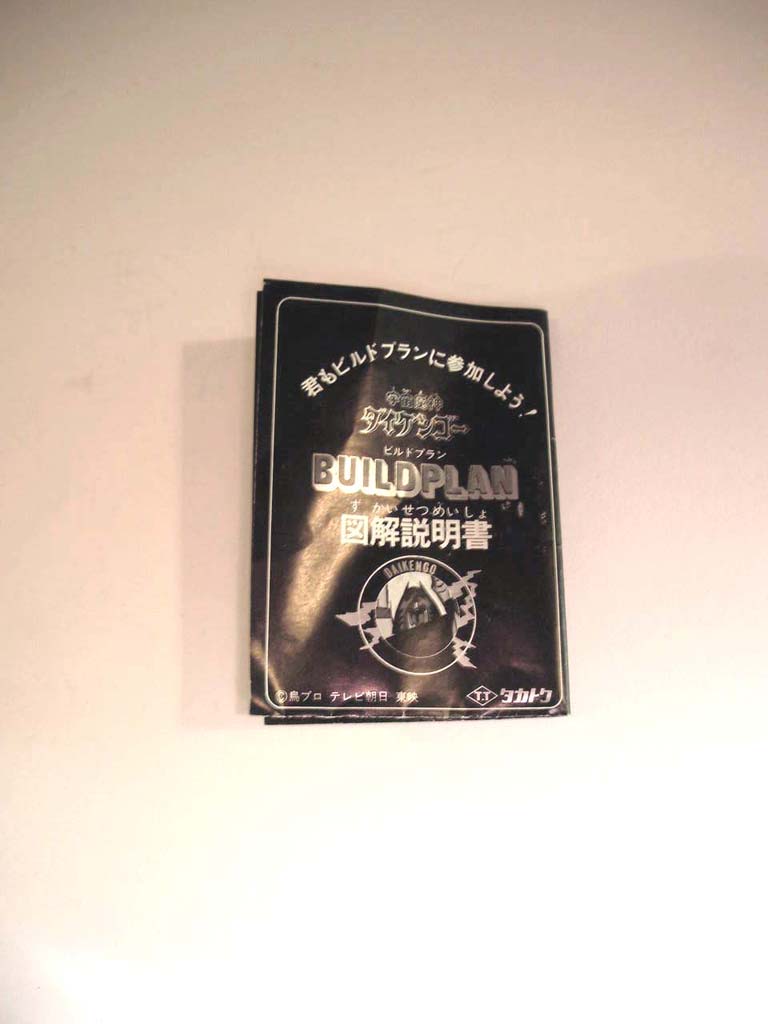 君もビルドプランに参加しよう!
宇宙魔神
ダイケンゴー
ビルドプラン
BUILDPLAN
ずかいせつめいしょ
図解説明書
DAIKENGO
©鳥プロ テレビ朝日 東映
T.T タカトク